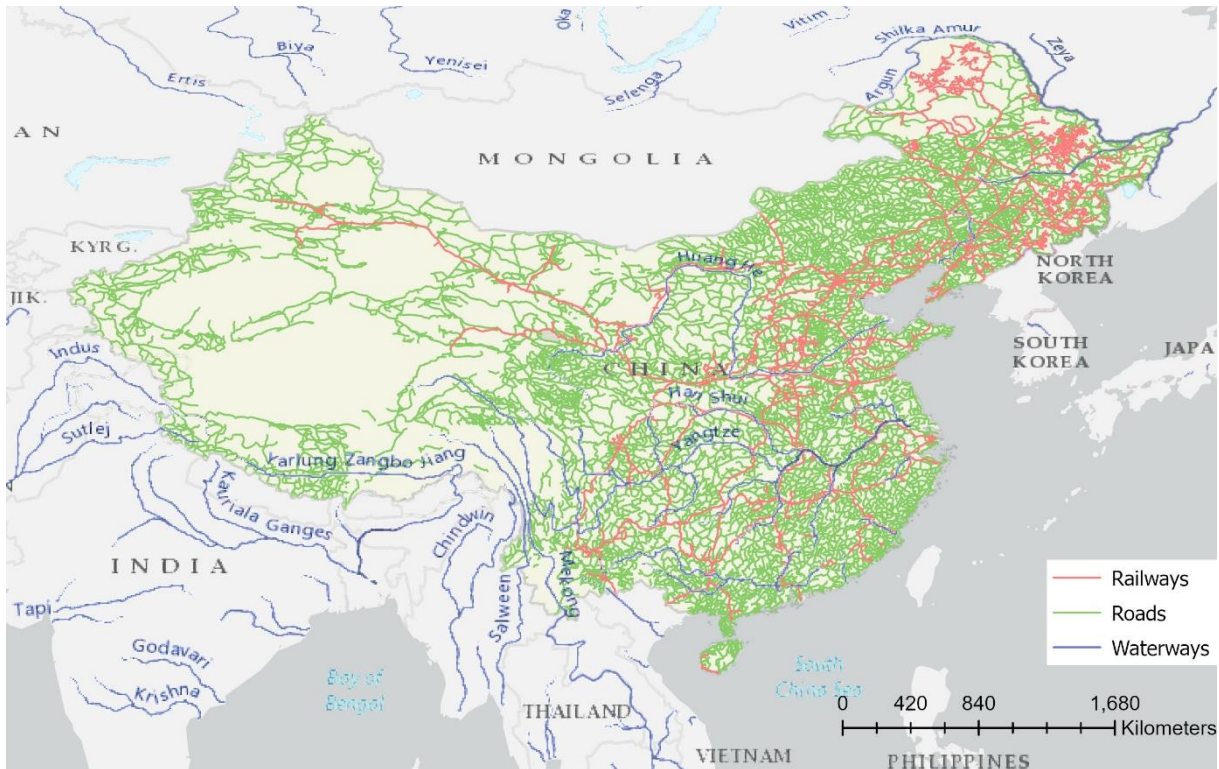 Oka
Vitim
Shilka Amur
Zeya
Biya
Yenisei
Ertis
Selenga
Argun
AN
MONGOLIA
KYRG.
Huang He
NORTH
KOREA
JIK.
SOUTH
KOREA
JAPA
Indus
CHINA
Han Shui
Sutlej
Yangtze
Yarlung Zangbo Jiang
Kauriala Ganges
Chindwin
INDIA
Mekong
Salween
Tapi
Godavari
Krishna
Bay of
Bengal
South
China Sea
THAILAND
VIETNAM
PHILIPPINES
Railways
Roads
Waterways
0 420 840 1,680
Kilometers